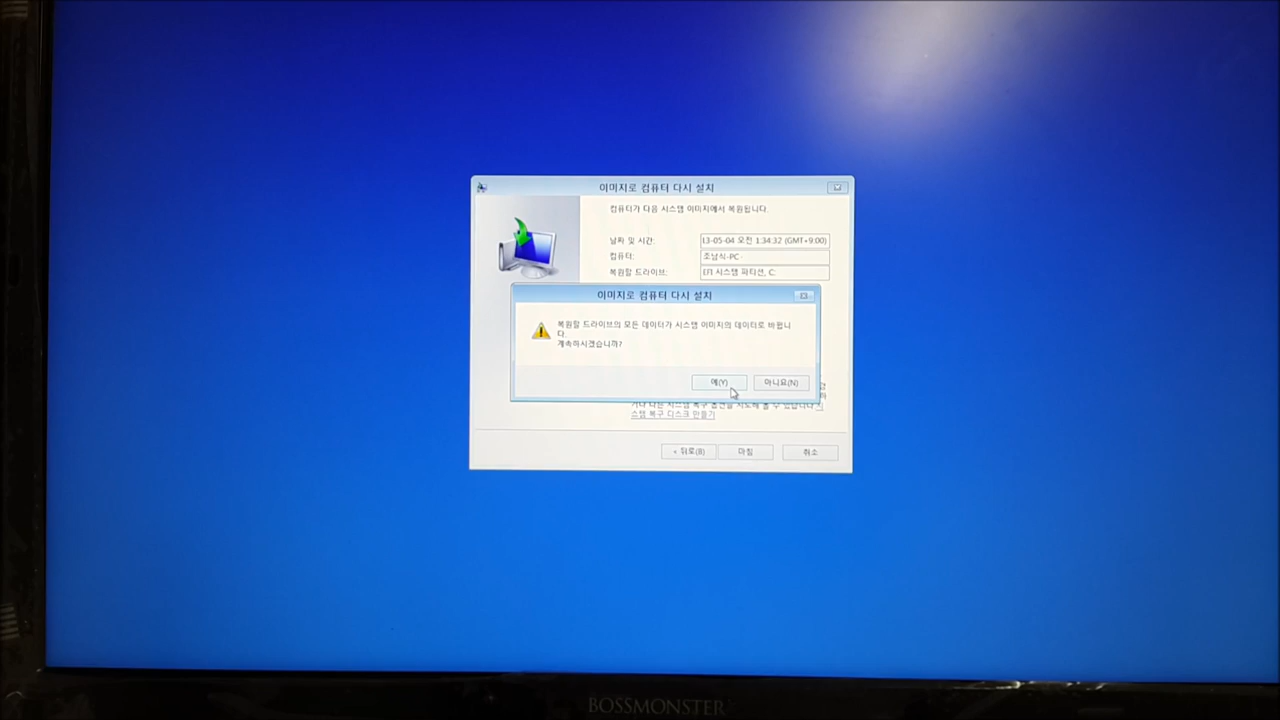 이미지로 컴퓨터 다시 설치
컴퓨터가 다음 시스템 이미지에서 복원됩니다.
날짜 및 시간:
13-05-04 오전 1:34:32 (GMT+9:00)
컴퓨터:
조남식-PC
복원할 드라이브:
EFI 시스템 파티션, C:
이미지로 컴퓨터 다시 설치
복원할 드라이브의 모든 데이터가 시스템 이미지의 데이터로 바뀝니
다.
계속하시겠습니까?
예(Y)
아니요(N)
스템 복구 디스크 만들기
< 뒤로(B)
마침
취소
BOSSMONSTER